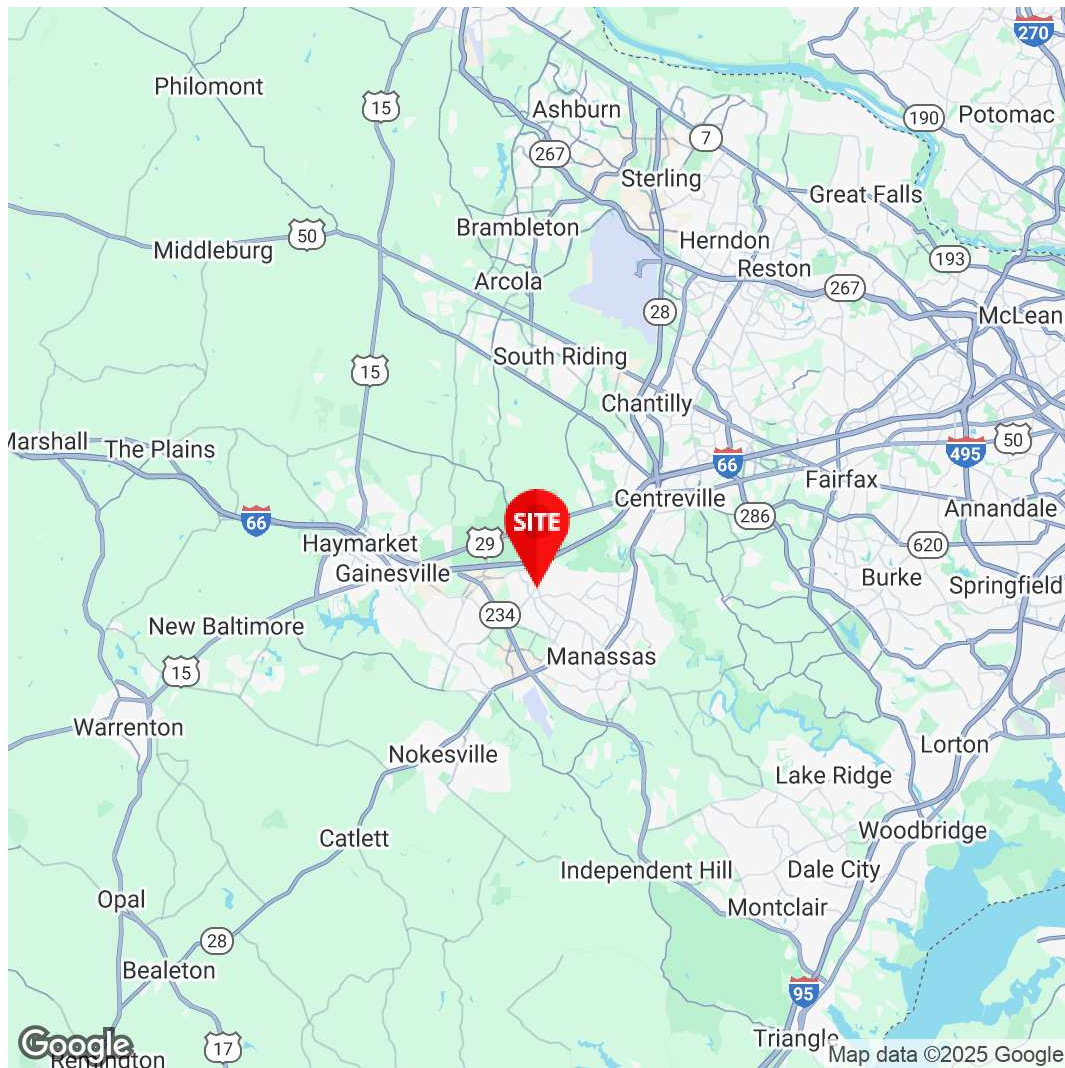 270
Philomont
15
Ashburn
190
Potomac
7
267
Sterling
Great Falls
Brambleton
50
Middleburg
Herndon
193
Reston
Arcola
267
28
McLean
South Riding
15
Chantilly
Marshall
The Plains
50
495
66
Fairfax
Centreville
Annandale
66
286
SITE
29
Haymarket
620
Gainesville
Burke
Springfield
234
New Baltimore
Manassas
15
Warrenton
Nokesville
Lorton
Lake Ridge
Catlett
Woodbridge
Independent Hill
Dale City
Opal
Montclair
28
Bealeton
95
Triangle
Google
17
Remington
Map data ©2025 Google